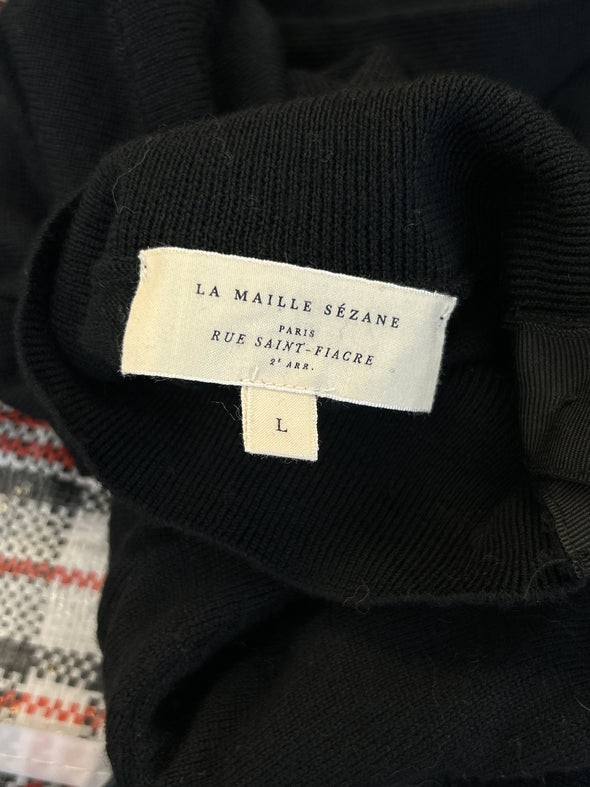 LA MAILLE SÉZANE
PARIS
RUE SAINT-FIACRE
2E ARR.
L